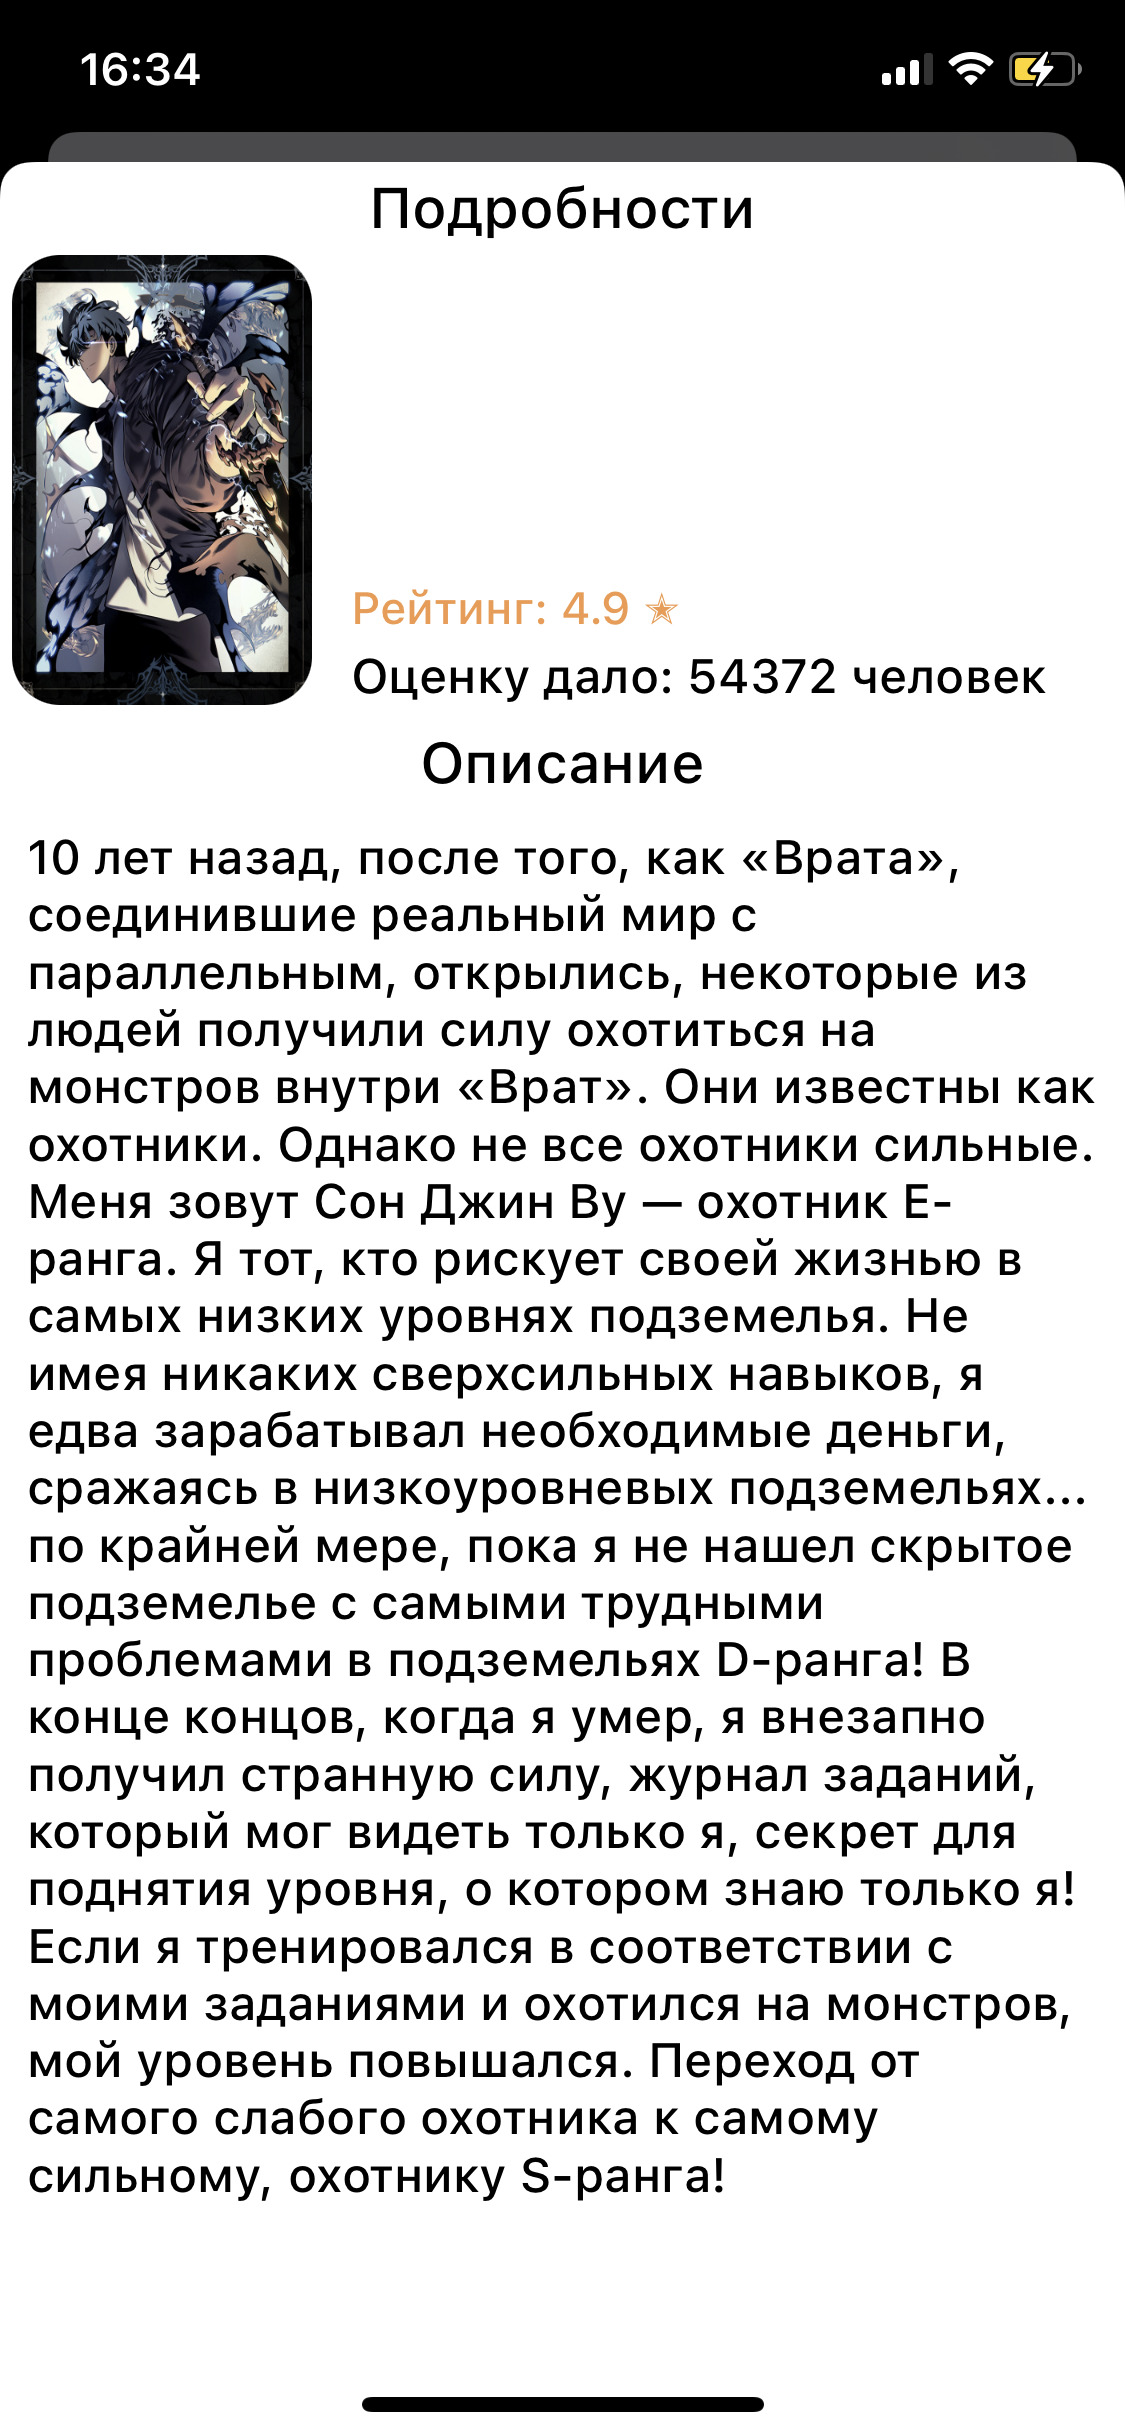 16:34
Подробности
Рейтинг: 4.9 ✭
Оценку дало: 54372 человек
Описание
10 лет назад, после того, как «Врата»,
соединившие реальный мир с
параллельным, открылись, некоторые из
людей получили силу охотиться на
монстров внутри «Врат». Они известны как
охотники. Однако не все охотники сильные.
Меня зовут Сон Джин Ву — охотник Е-
ранга. Я тот, кто рискует своей жизнью в
самых низких уровнях подземелья. Не
имея никаких сверхсильных навыков, я
едва зарабатывал необходимые деньги,
сражаясь в низкоуровневых подземельях...
по крайней мере, пока я не нашел скрытое
подземелье с самыми трудными
проблемами в подземельях D-ранга! В
конце концов, когда я умер, я внезапно
получил странную силу, журнал заданий,
который мог видеть только я, секрет для
поднятия уровня, о котором знаю только я!
Если я тренировался в соответствии с
моими заданиями и охотился на монстров,
мой уровень повышался. Переход от
самого слабого охотника к самому
сильному, охотнику S-ранга!